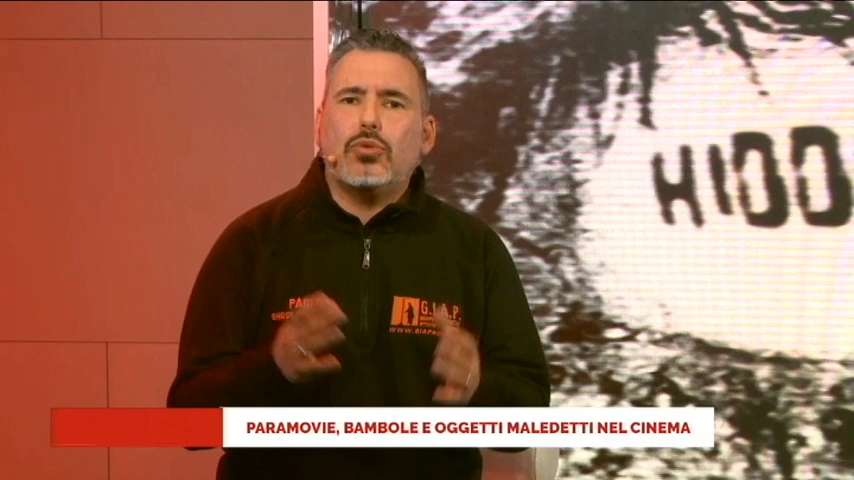 HIDD
G.I.A.P.
PARAMOVIE, BAMBOLE E OGGETTI MALEDETTI NEL CINEMA